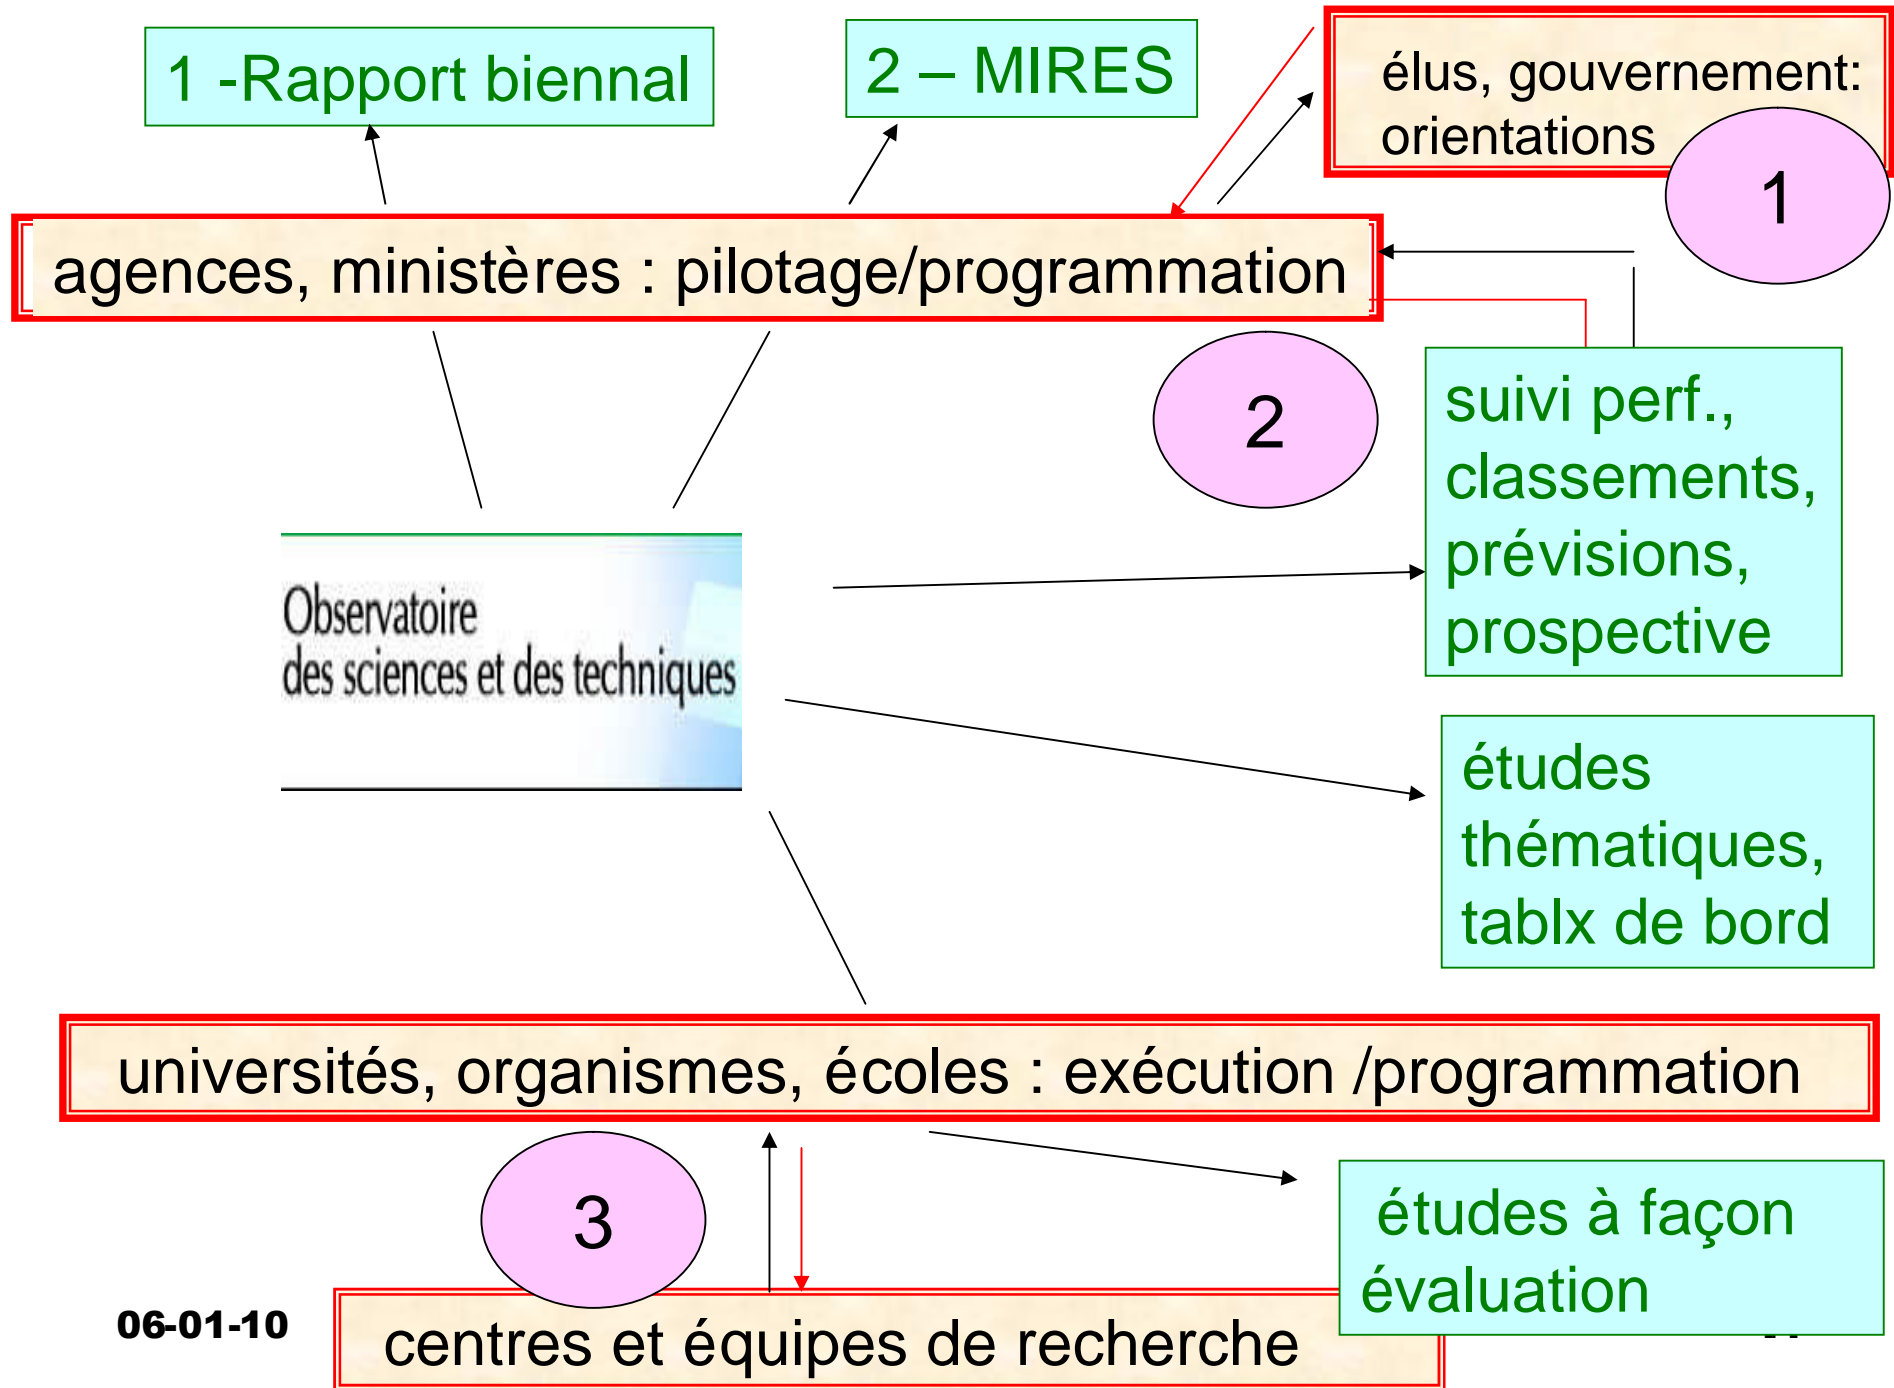 1 -Rapport biennal
2 – MIRES
élus, gouvernement:
orientations
1
agences, ministères : pilotage/programmation
2
suivi perf.,
classements,
prévisions,
prospective
Observatoire
des sciences et des techniques
études
thématiques,
tablx de bord
universités, organismes, écoles : exécution /programmation
3
études à façon
évaluation
06-01-10
centres et équipes de recherche